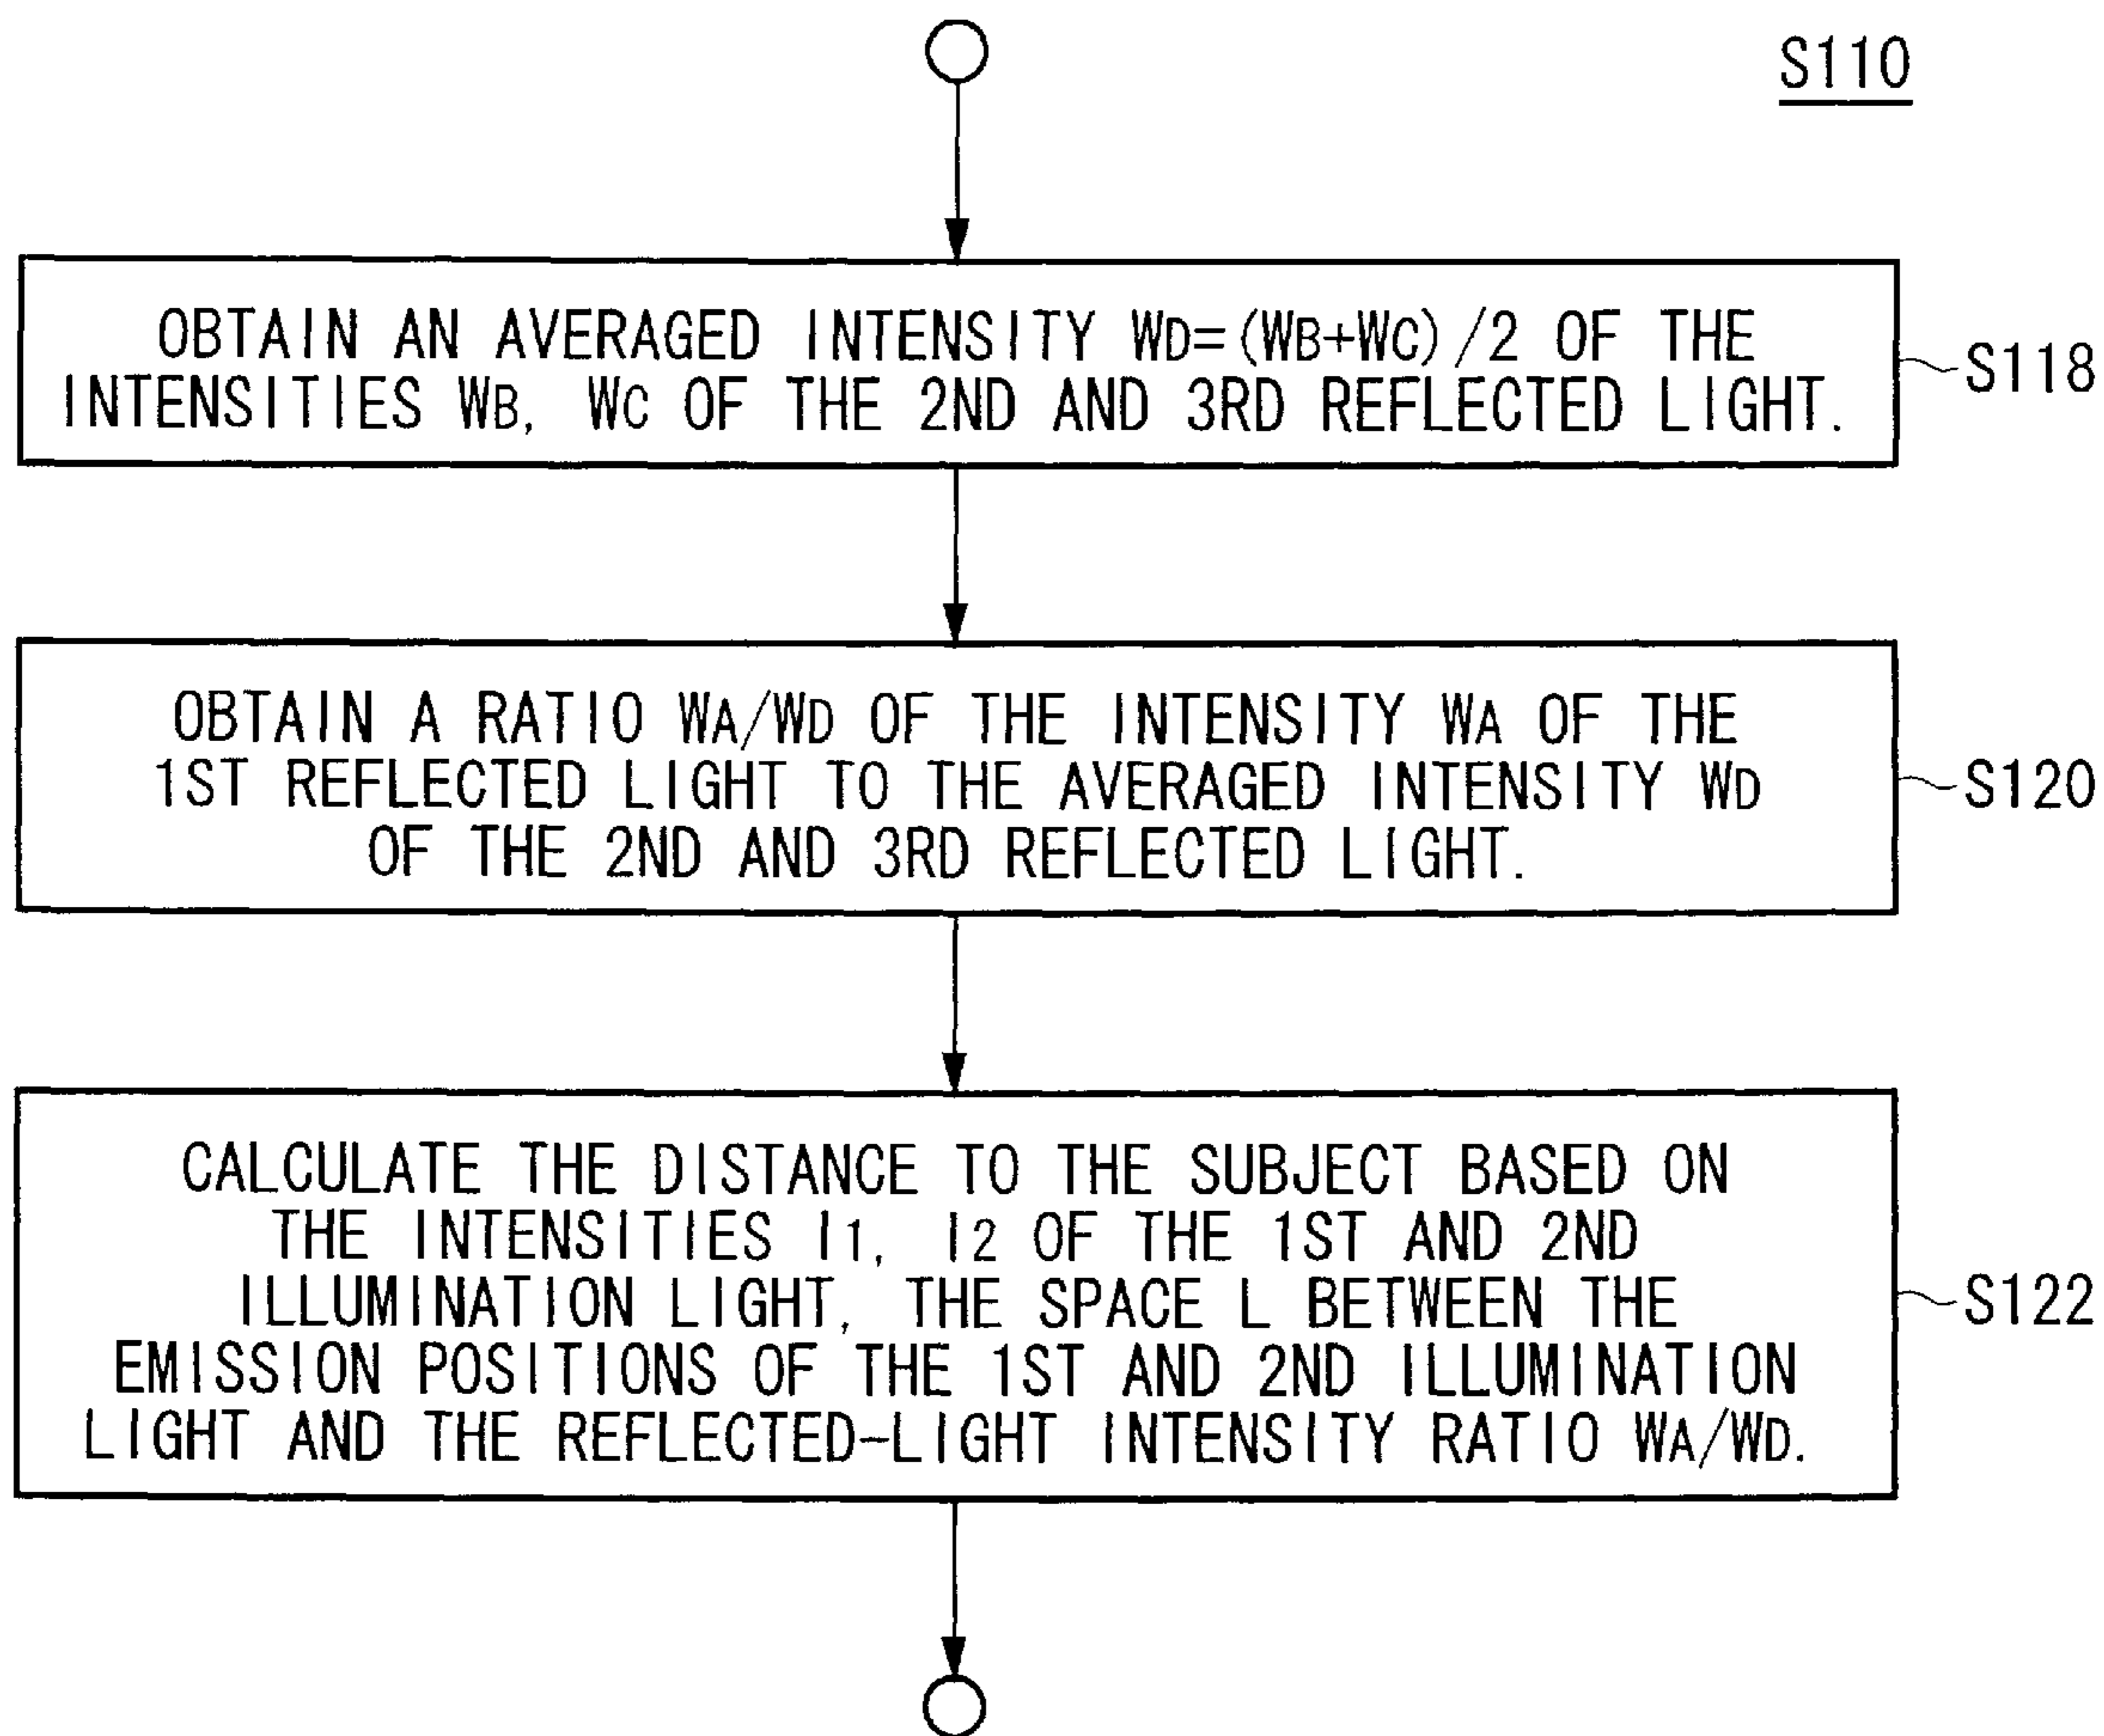 S110
OBTAIN AN AVERAGED INTENSITY WD=(WB+WC)/2 OF THE
INTENSITIES WB, WC OF THE 2ND AND 3RD REFLECTED LIGHT.
S118
OBTAIN A RATIO WA/WD OF THE INTENSITY WA OF THE
1ST REFLECTED LIGHT TO THE AVERAGED INTENSITY WD
OF THE 2ND AND 3RD REFLECTED LIGHT.
S120
CALCULATE THE DISTANCE TO THE SUBJECT BASED ON
THE INTENSITIES I1, I2 OF THE 1ST AND 2ND
ILLUMINATION LIGHT, THE SPACE L BETWEEN THE
EMISSION POSITIONS OF THE 1ST AND 2ND ILLUMINATION
LIGHT AND THE REFLECTED-LIGHT INTENSITY RATIO WA/WD.
S122